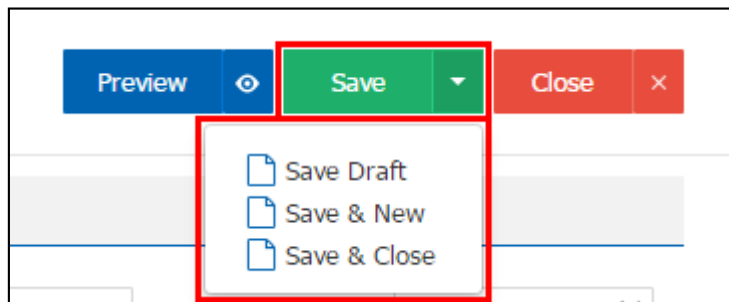 Preview
Save
Close
Save Draft
Save & New
Save & Close